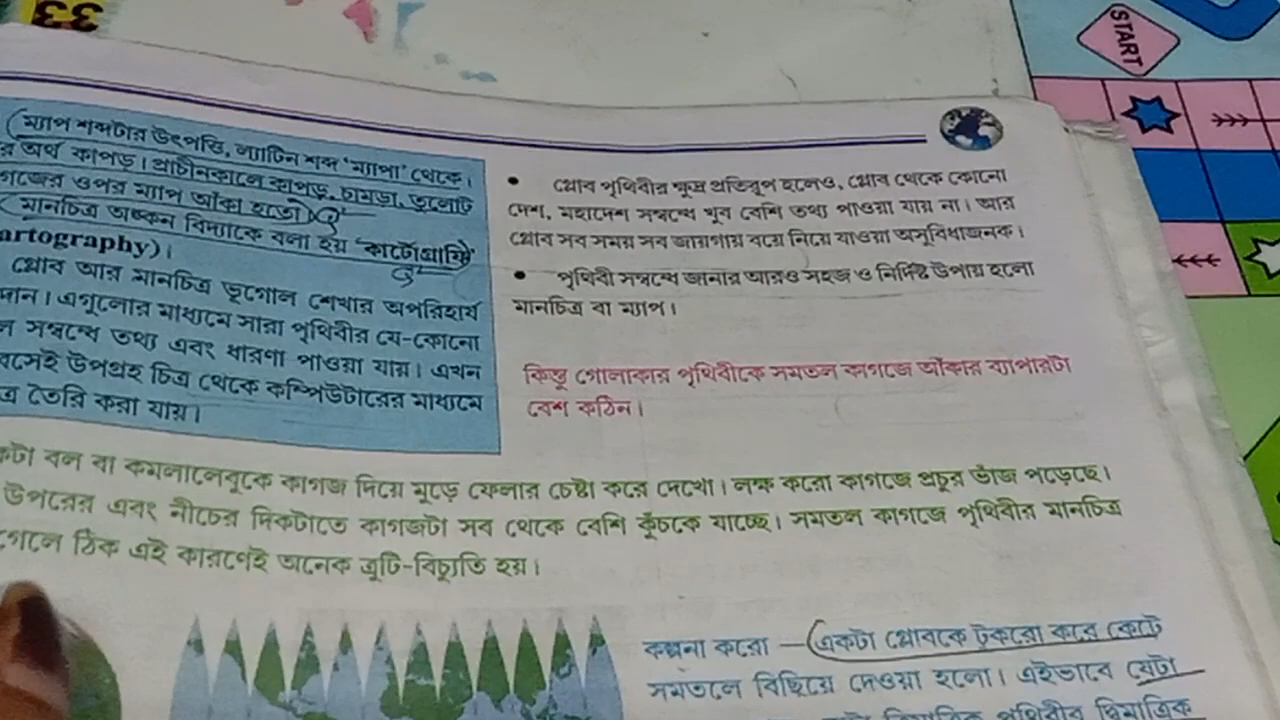 33
START
ম্যাপ শব্দটার উৎপত্তি, ল্যাটিন শব্দ 'ম্যাপা' থেকে।
র অর্থ কাপড়। প্রাচীনকালে কাপড়, চামড়া, তুলোট
গজের ওপর ম্যাপ আঁকা হতো।
মানচিত্র অঙ্কন বিদ্যাকে বলা হয় 'কার্টোগ্রাফি'
artography)।
গ্লোব আর মানচিত্র ভূগোল শেখার অপরিহার্য
দান। এগুলোর মাধ্যমে সারা পৃথিবীর যে-কোনো
ল সম্বন্ধে তথ্য এবং ধারণা পাওয়া যায়। এখন
বসেই উপগ্রহ চিত্র থেকে কম্পিউটারের মাধ্যমে
ত্র তৈরি করা যায়।
• গ্লোব পৃথিবীর ক্ষুদ্র প্রতিরূপ হলেও, গ্লোব থেকে কোনো
দেশ, মহাদেশ সম্বন্ধে খুব বেশি তথ্য পাওয়া যায় না। আর
গ্লোব সব সময় সব জায়গায় বয়ে নিয়ে যাওয়া অসুবিধাজনক।
• পৃথিবী সম্বন্ধে জানার আরও সহজ ও নির্দিষ্ট উপায় হলো
মানচিত্র বা ম্যাপ।
কিন্তু গোলাকার পৃথিবীকে সমতল কাগজে আঁকার ব্যাপারটা
বেশ কঠিন।
কটা বল বা কমলালেবুকে কাগজ দিয়ে মুড়ে ফেলার চেষ্টা করে দেখো। লক্ষ করো কাগজে প্রচুর ভাঁজ পড়েছে।
উপরের এবং নীচের দিকটাতে কাগজটা সব থেকে বেশি কুঁচকে যাচ্ছে। সমতল কাগজে পৃথিবীর মানচিত্র
গেলে ঠিক এই কারণেই অনেক ত্রুটি-বিচ্যুতি হয়।
কল্পনা করো — একটা গ্লোবকে টুকরো করে কেটে
সমতলে বিছিয়ে দেওয়া হলো। এইভাবে যেটা
পৃথিবীর দ্বিমাত্রিক